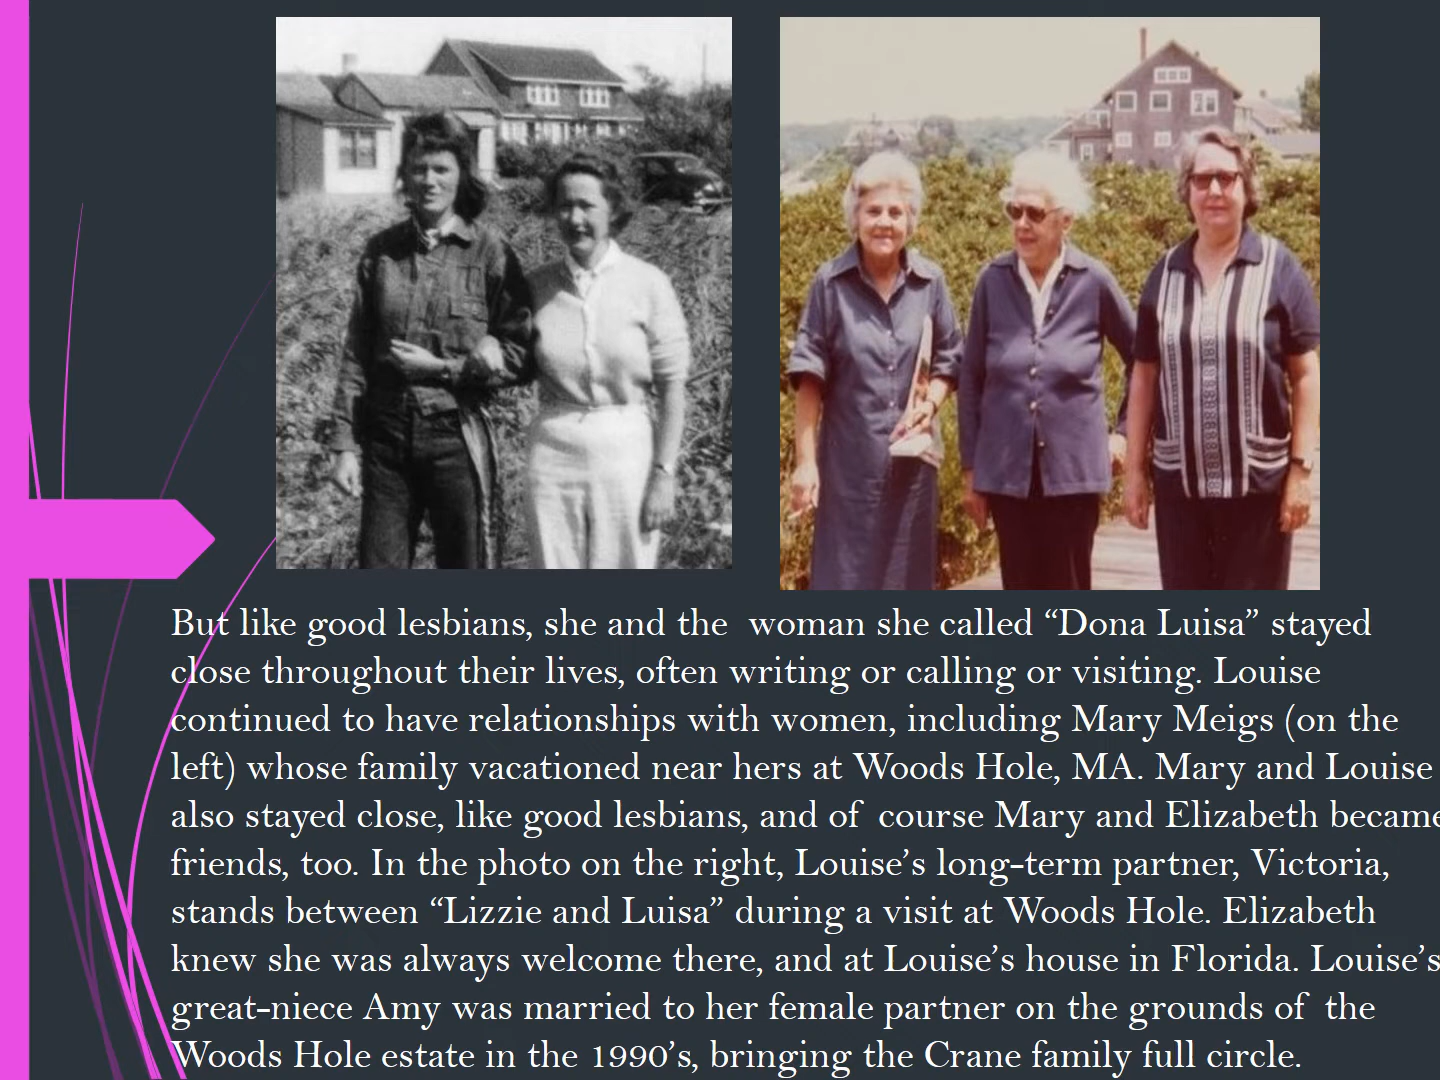 But like good lesbians, she and the  woman she called “Dona Luisa” stayed
close throughout their lives, often writing or calling or visiting. Louise
continued to have relationships with women, including Mary Meigs (on the
left) whose family vacationed near hers at Woods Hole, MA. Mary and Louise
also stayed close, like good lesbians, and of  course Mary and Elizabeth became
friends, too. In the photo on the right, Louise’s long-term partner, Victoria,
stands between “Lizzie and Luisa” during a visit at Woods Hole. Elizabeth
knew she was always welcome there, and at Louise’s house in Florida. Louise’s
great-niece Amy was married to her female partner on the grounds of  the
Woods Hole estate in the 1990’s, bringing the Crane family full circle.